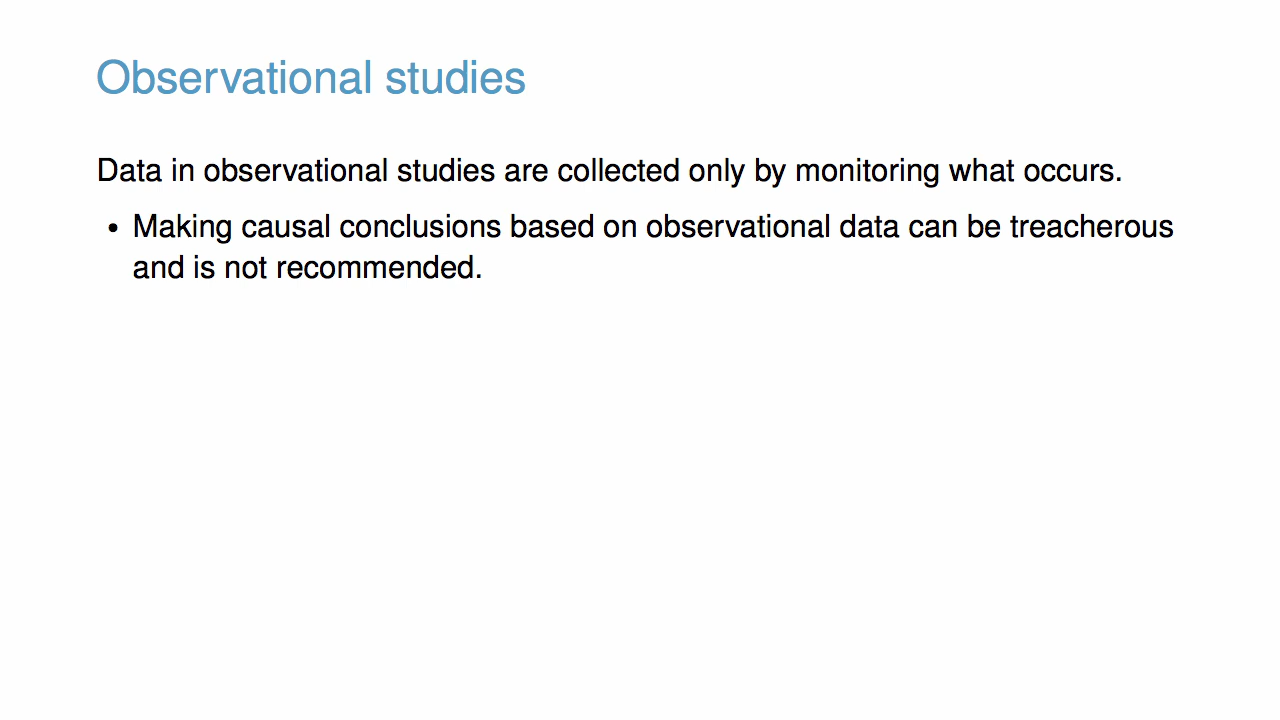 Observational studies
Data in observational studies are collected only by monitoring what occurs.
• Making causal conclusions based on observational data can be treacherous
and is not recommended.